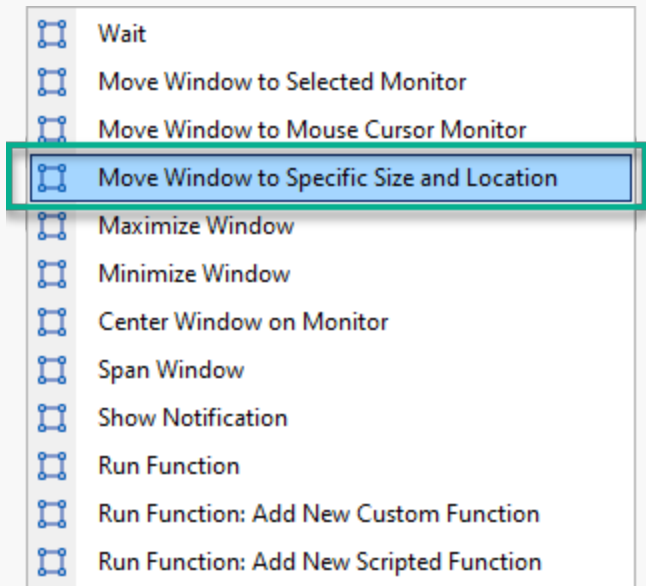 Wait
Move Window to Selected Monitor
Move Window to Mouse Cursor Monitor
Move Window to Specific Size and Location
Maximize Window
Minimize Window
Center Window on Monitor
Span Window
Show Notification
Run Function
Run Function: Add New Custom Function
Run Function: Add New Scripted Function